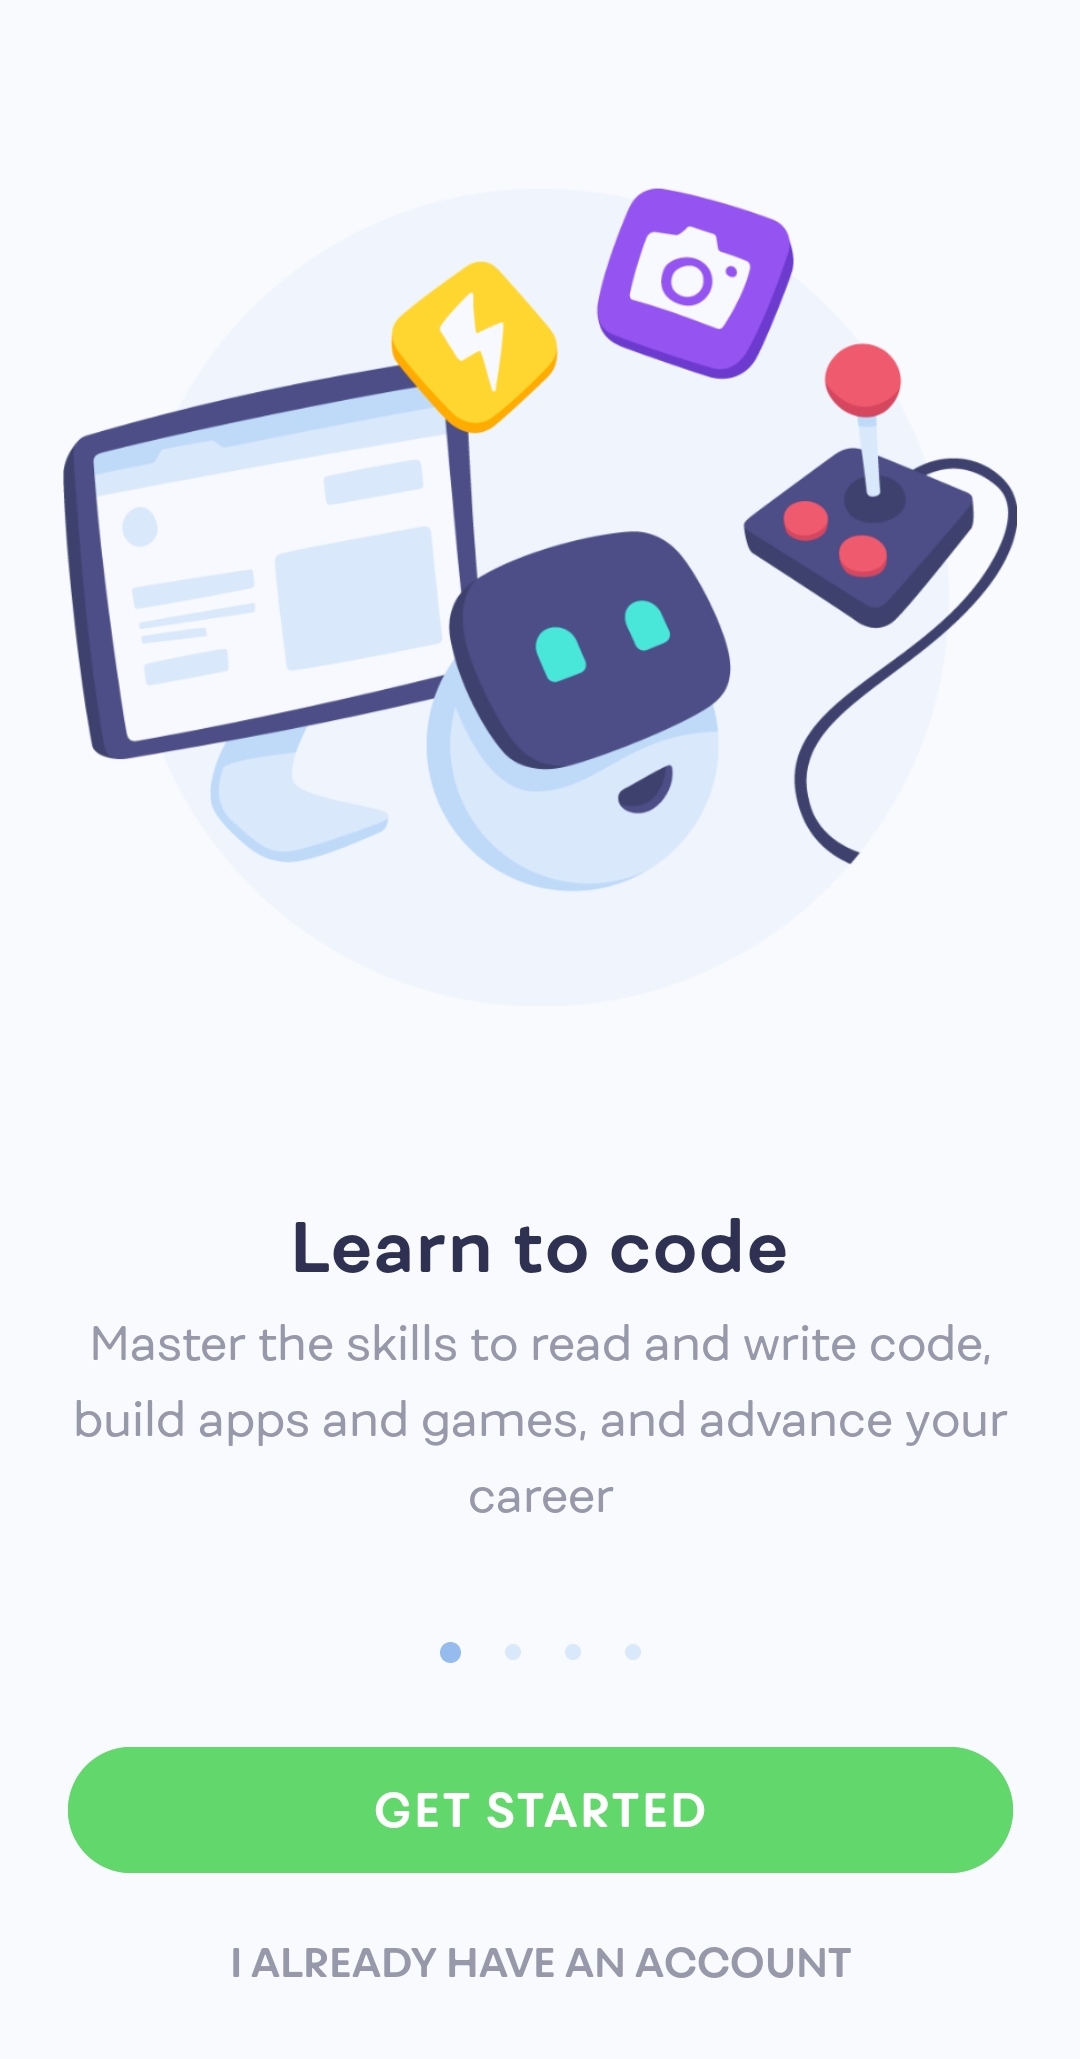 Learn to code
Master the skills to read and write code,
build apps and games, and advance your
career
GET STARTED
I ALREADY HAVE AN ACCOUNT